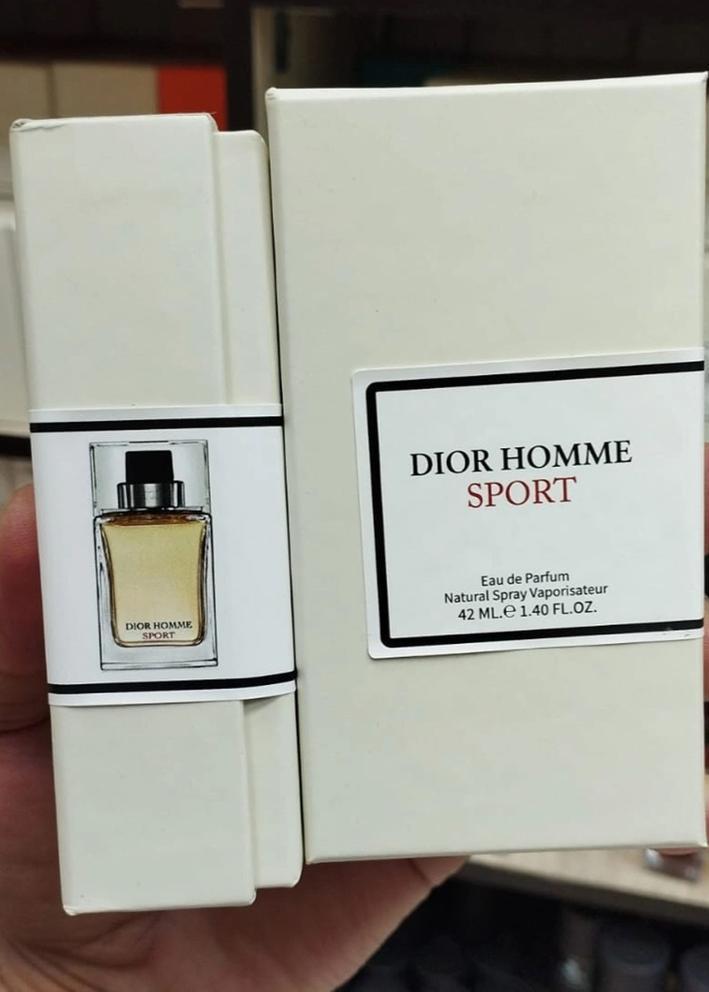 DIOR HOMME
SPORT
DIOR HOMME
SPORT
Eau de Parfum
Natural Spray Vaporisateur
42 ML.℮ 1.40 FL.OZ.